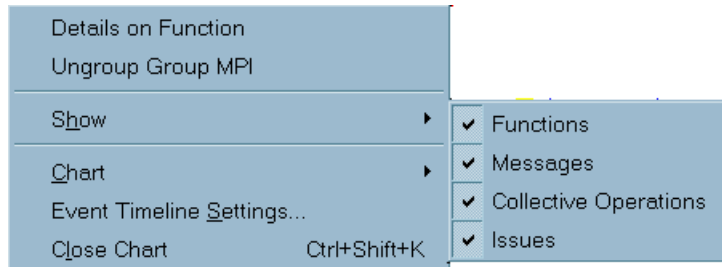 Details on Function
Ungroup Group MPI
Show
Chart
Event Timeline Settings...
Close Chart Ctrl+Shift+K
Functions
Messages
Collective Operations
Issues